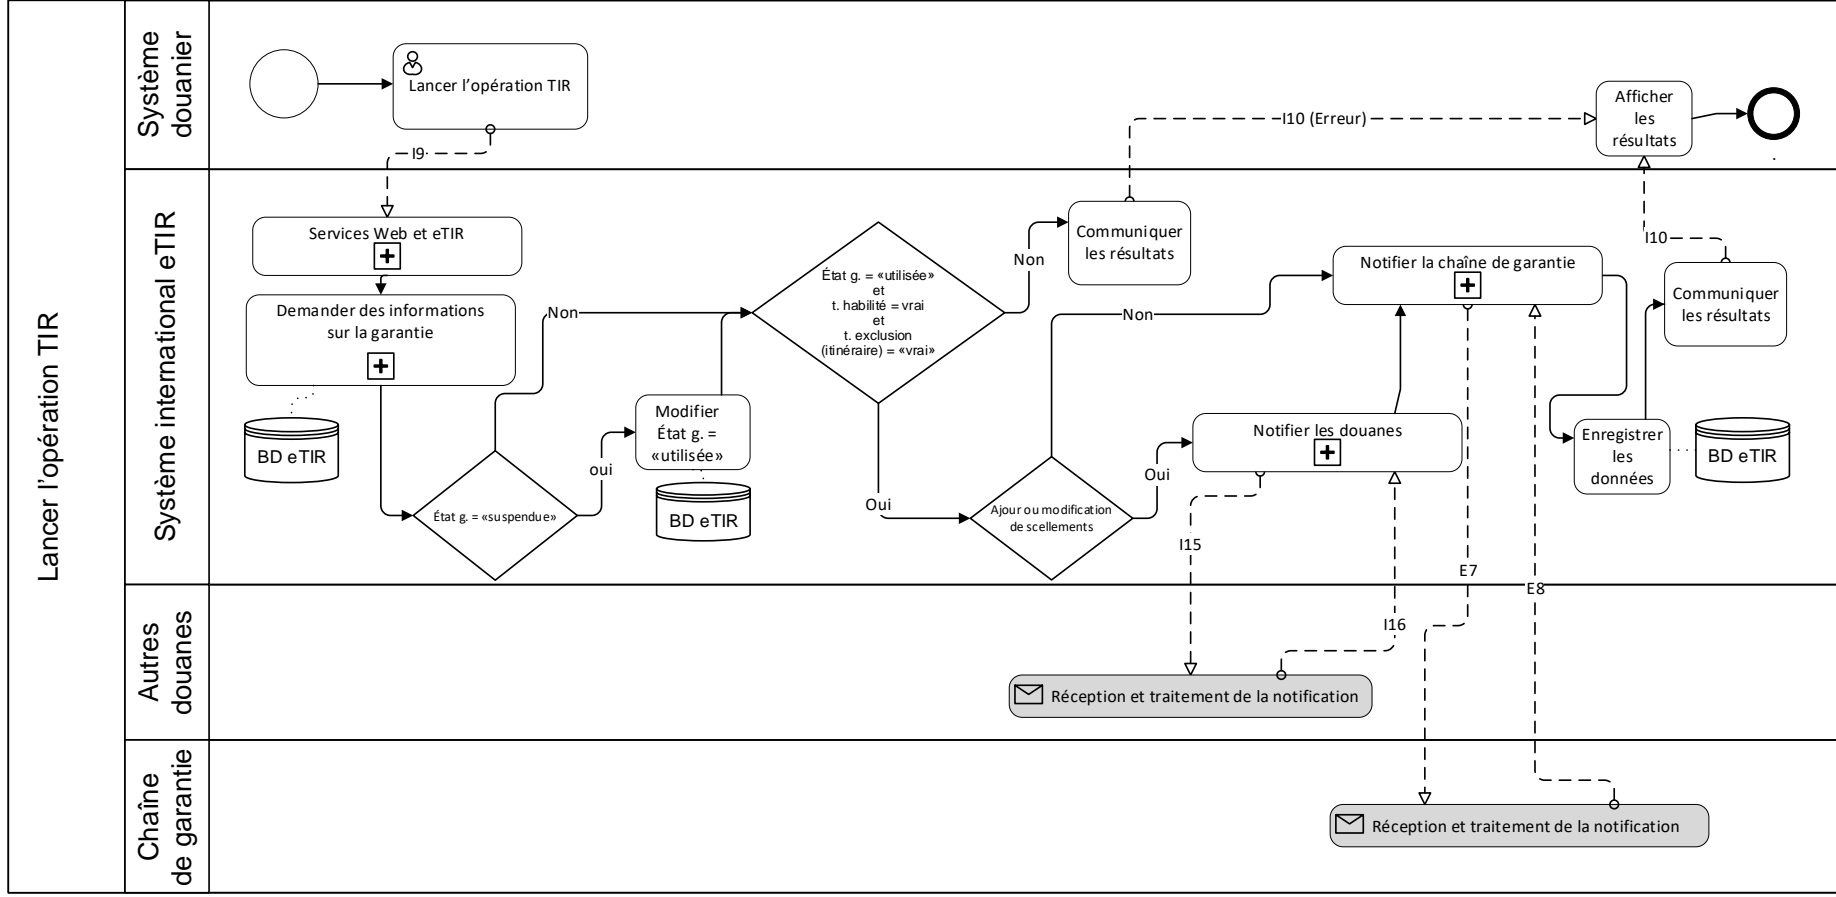 Lancer l'opération TIR
Système
douanier
Lancer l'opération TIR
I9
I10 (Erreur)
Afficher
les
résultats
.
Système international eTIR
Services Web et eTIR
Demander des informations
sur la garantie
BD eTIR
État g. = «suspendue»
Non
oui
Modifier
État g. =
«utilisée»
BD eTIR
État g. = «utilisée»
et
t. habilité = vrai
et
t. exclusion
(itinéraire) = «vrai»
Non
Oui
Communiquer
les résultats
Ajour ou modification
de scellements
Non
Oui
Notifier la chaîne de garantie
Notifier les douanes
I15
I16
E7
E8
Enregistrer
les
données
BD eTIR
Communiquer
les résultats
I10
Autres
douanes
Réception et traitement de la notification
Chaîne
de garantie
Réception et traitement de la notification